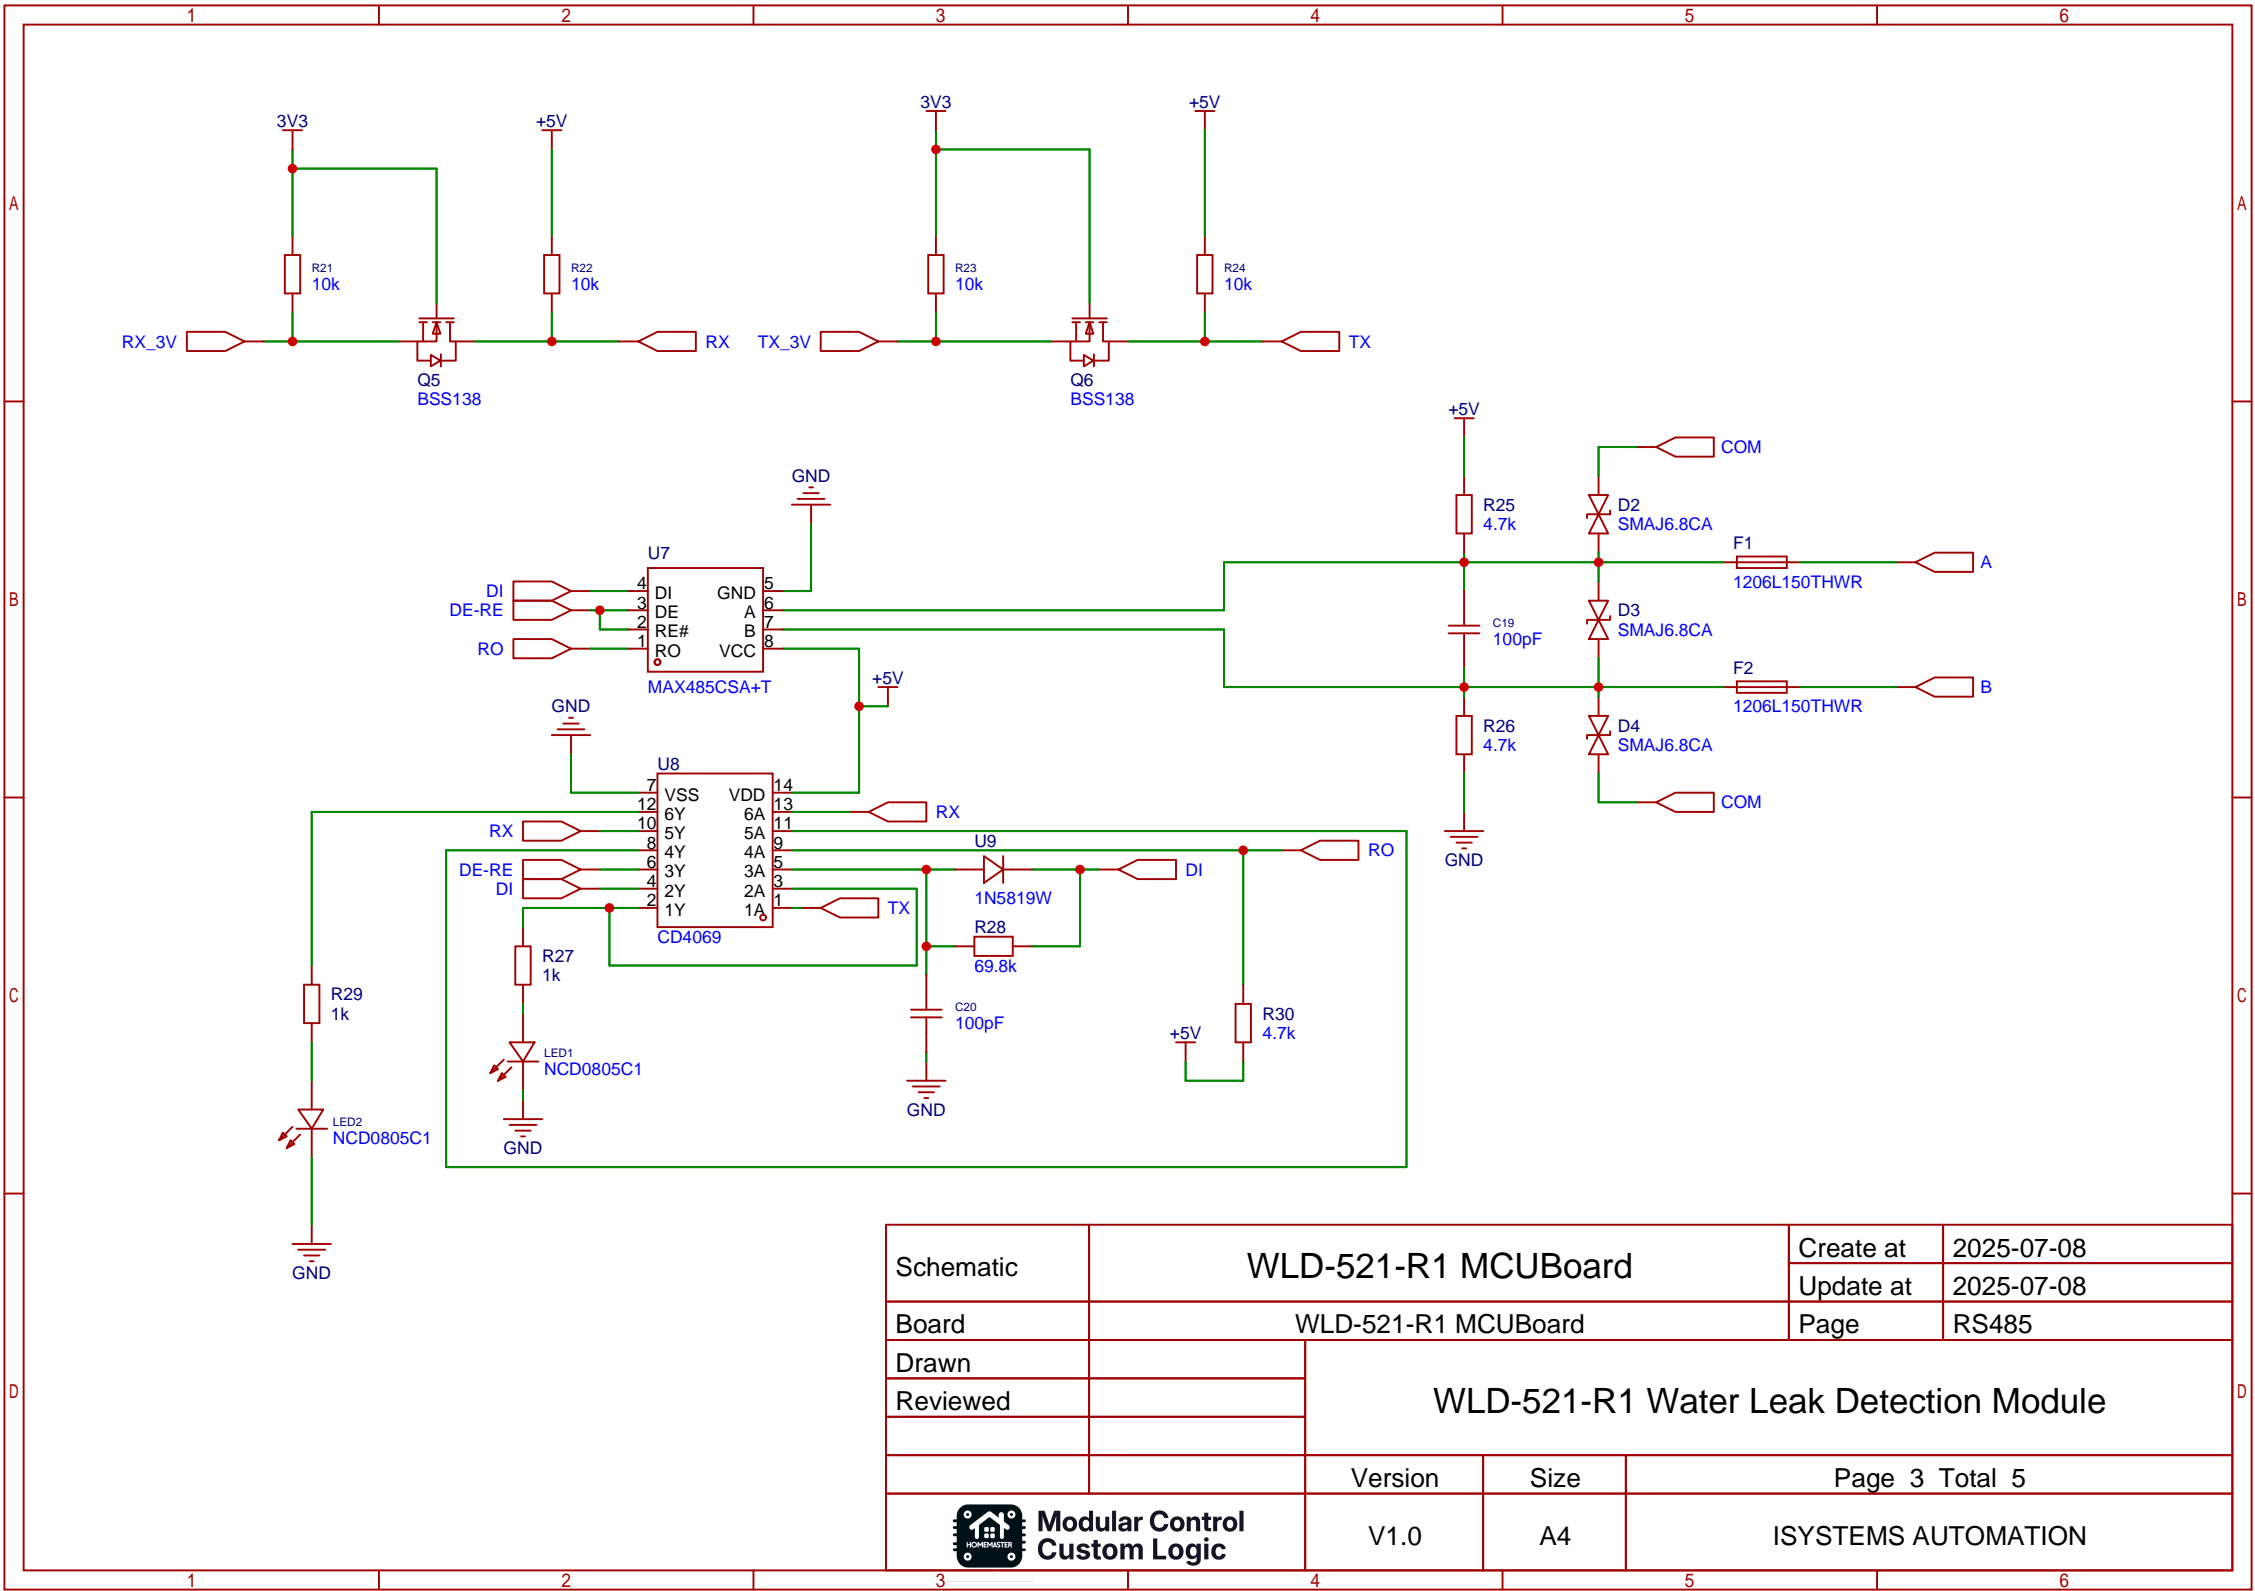 1 2 3 4 5 6
A A
3V3
+5V
3V3
+5V
R21
10k
R22
10k
R23
10k
R24
10k
RX_3V
RX
TX_3V
TX
Q5
BSS138
Q6
BSS138
+5V
COM
GND
R25
4.7k
D2
SMAJ6.8CA
F1
1206L150THWR
A
U7
DI
DE-RE
RO
4 DI
3 DE
2 RE#
1 RO
GND 5
A 6
B 7
VCC 8
MAX485CSA+T
B B
C19
100pF
D3
SMAJ6.8CA
F2
1206L150THWR
B
+5V
GND
R26
4.7k
D4
SMAJ6.8CA
COM
GND
U8
7 VSS
12 6Y
10 5Y
8 4Y
6 3Y
4 2Y
2 1Y
VDD 14
6A 13
5A 11
4A 9
3A 5
2A 3
1A 1
CD4069
RX
DE-RE
DI
RX
RO
DI
TX
U9
1N5819W
R28
69.8k
R27
1k
R29
1k
C C
C20
100pF
GND
R30
4.7k
+5V
LED1
NCD0805C1
GND
LED2
NCD0805C1
GND
D D
Schematic
WLD-521-R1 MCUBoard
Create at
2025-07-08
Update at
2025-07-08
Board
WLD-521-R1 MCUBoard
Page
RS485
Drawn
Reviewed
WLD-521-R1 Water Leak Detection Module
Version
Size
Page 3 Total 5
HOMEMASTER
Modular Control
Custom Logic
V1.0
A4
ISYSTEMS AUTOMATION
1 2 3 4 5 6